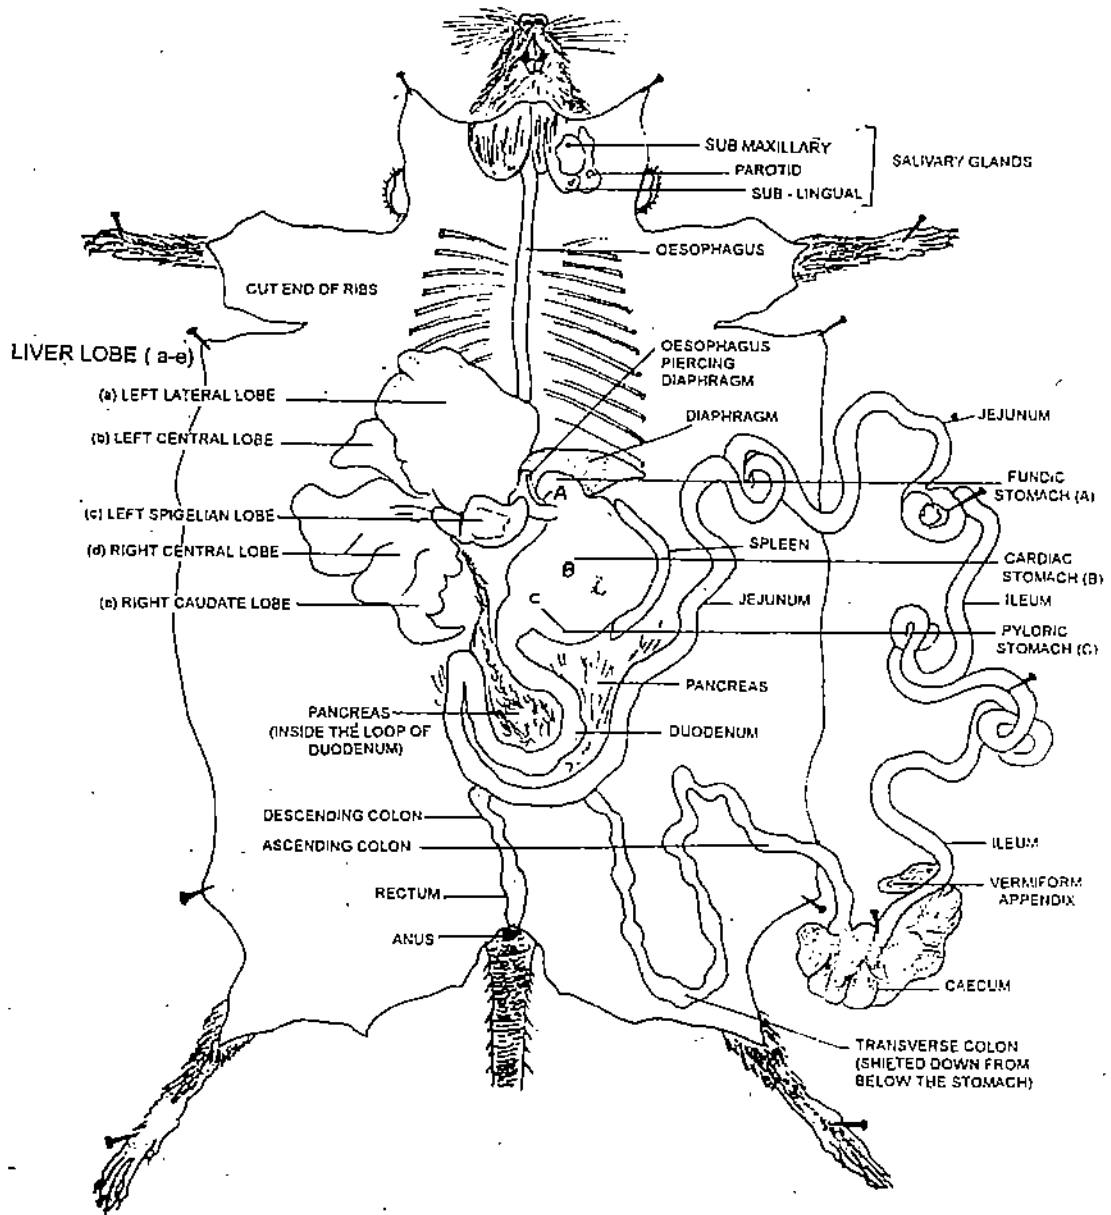 SUB MAXILLARY
PAROTID
SUB - LINGUAL
SALIVARY GLANDS
OESOPHAGUS
CUT END OF RIBS
LIVER LOBE ( a-e)
OESOPHAGUS
PIERCING
DIAPHRAGM
(a) LEFT LATERAL LOBE
DIAPHRAGM
JEJUNUM
(b) LEFT CENTRAL LOBE
FUNDIC
STOMACH (A)
A
(c) LEFT SPIGELIAN LOBE
SPLEEN
(d) RIGHT CENTRAL LOBE
CARDIAC
STOMACH (B)
B
(e) RIGHT CAUDATE LOBE
JEJUNUM
ILEUM
C
PYLORIC
STOMACH (C)
PANCREAS
PANCREAS
(INSIDE THE LOOP OF
DUODENUM)
DUODENUM
DESCENDING COLON
ASCENDING COLON
ILEUM
RECTUM
VERMIFORM
APPENDIX
ANUS
CAECUM
TRANSVERSE COLON
(SHIETED DOWN FROM
BELOW THE STOMACH)